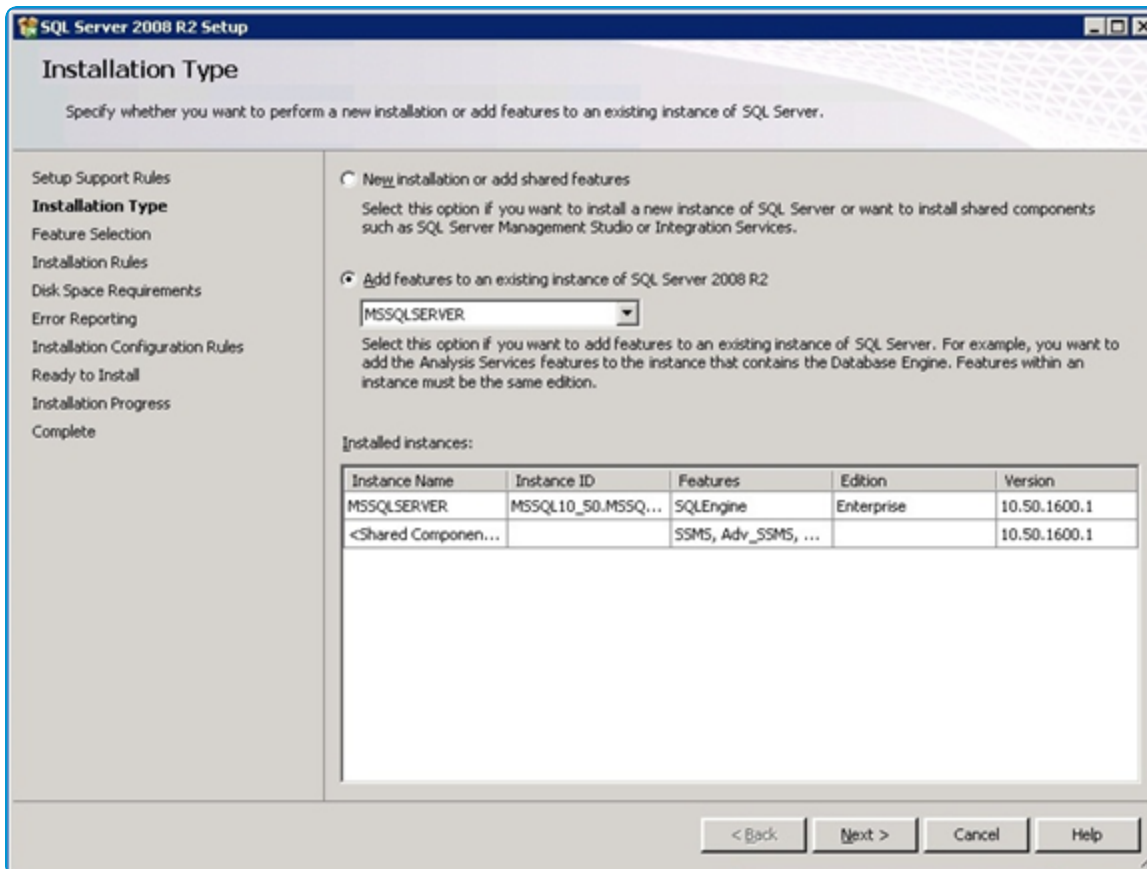 SQL Server 2008 R2 Setup
Installation Type
Specify whether you want to perform a new installation or add features to an existing instance of SQL Server.
Setup Support Rules
Installation Type
Feature Selection
Installation Rules
Disk Space Requirements
Error Reporting
Installation Configuration Rules
Ready to Install
Installation Progress
Complete
New installation or add shared features
Select this option if you want to install a new instance of SQL Server or want to install shared components
such as SQL Server Management Studio or Integration Services.
Add features to an existing instance of SQL Server 2008 R2
MSSQLSERVER
Select this option if you want to add features to an existing instance of SQL Server. For example, you want to
add the Analysis Services features to the instance that contains the Database Engine. Features within an
instance must be the same edition.
Installed instances:
Instance Name Instance ID Features Edition Version
MSSQLSERVER MSSQL10_50.MSSQ... SQLEngine Enterprise 10.50.1600.1
<Shared Componen... SSMS, Adv_SSMS, ... 10.50.1600.1
< Back Next > Cancel Help